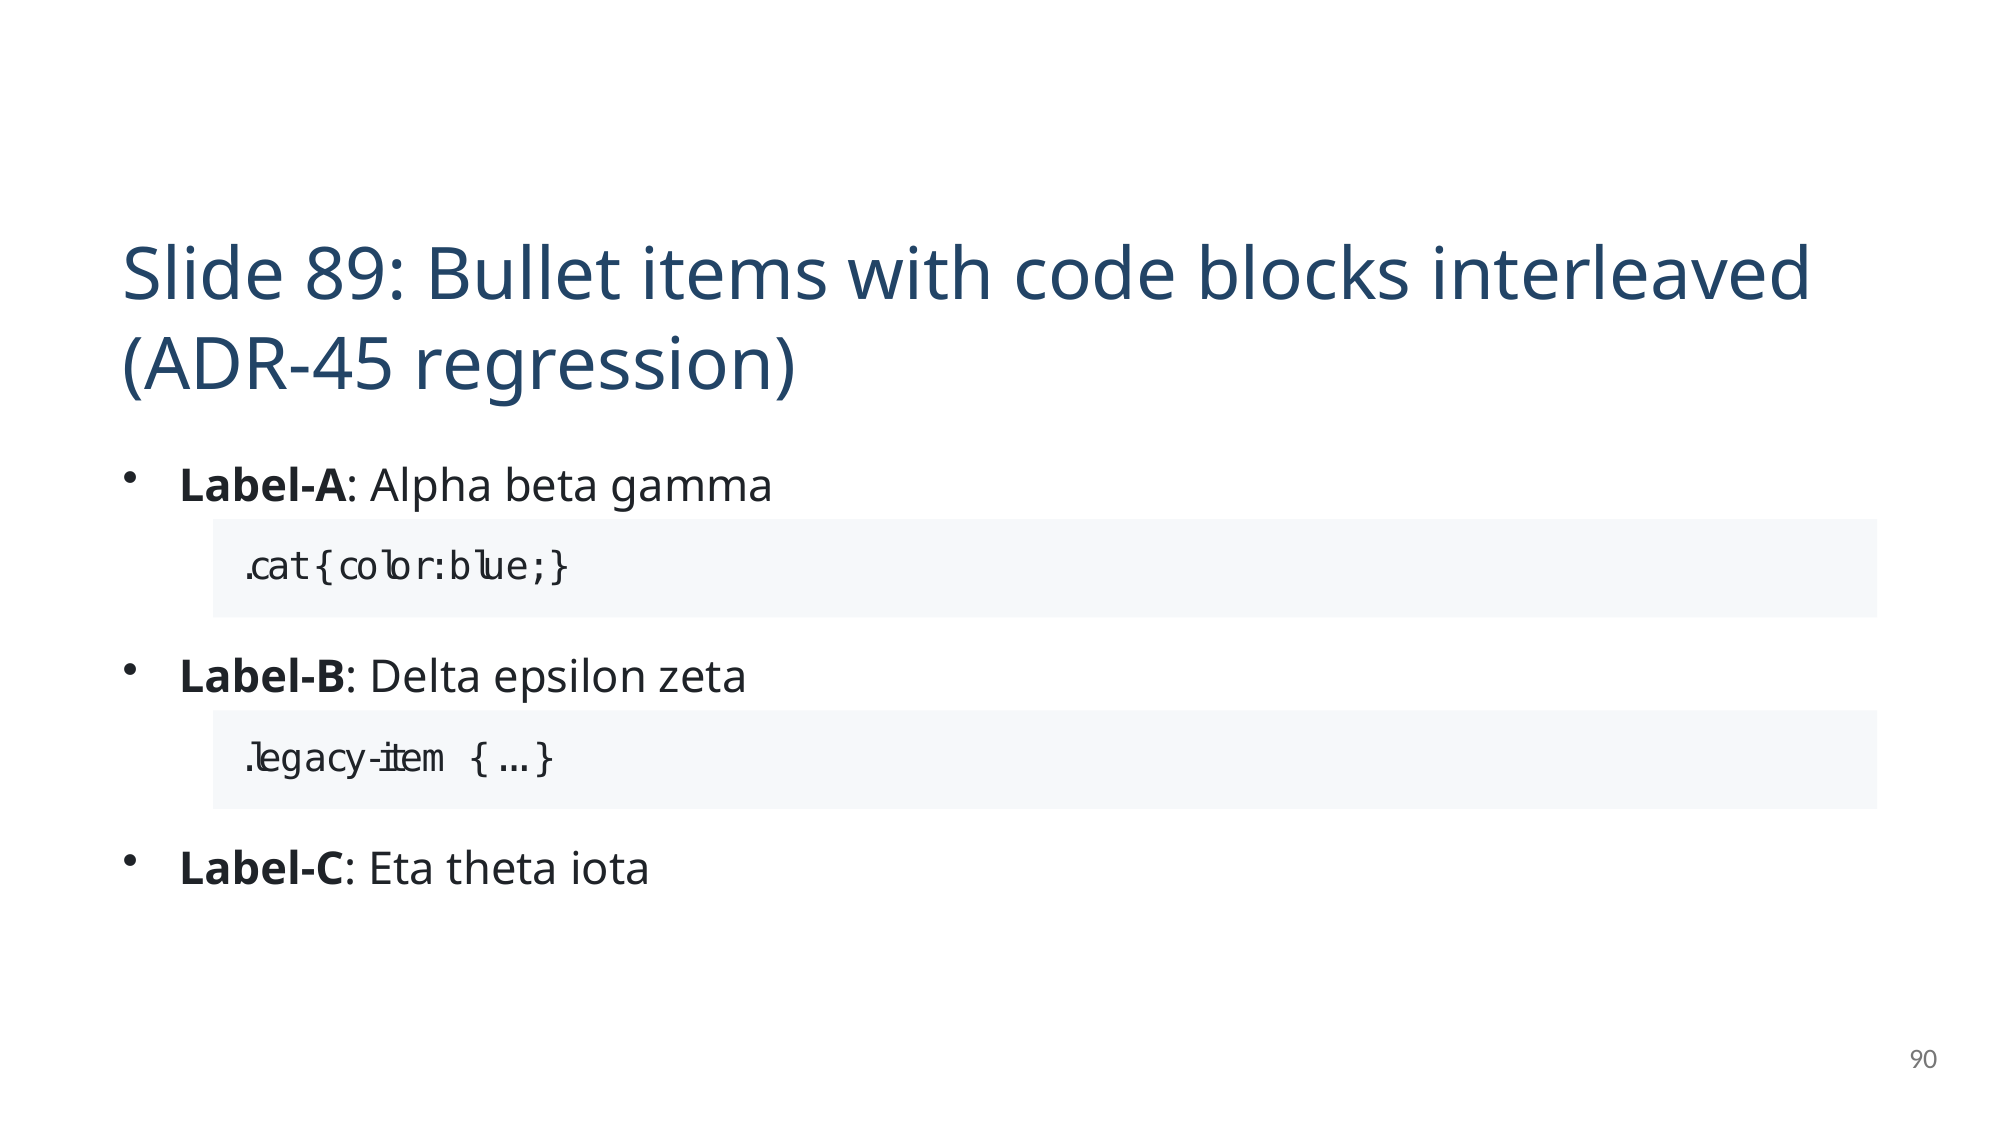 Slide 89: Bullet items with code blocks interleaved
(ADR-45 regression)
• Label-A: Alpha beta gamma
.cat{color:blue;}
• Label-B: Delta epsilon zeta
.legacy-item { ... }
• Label-C: Eta theta iota
90